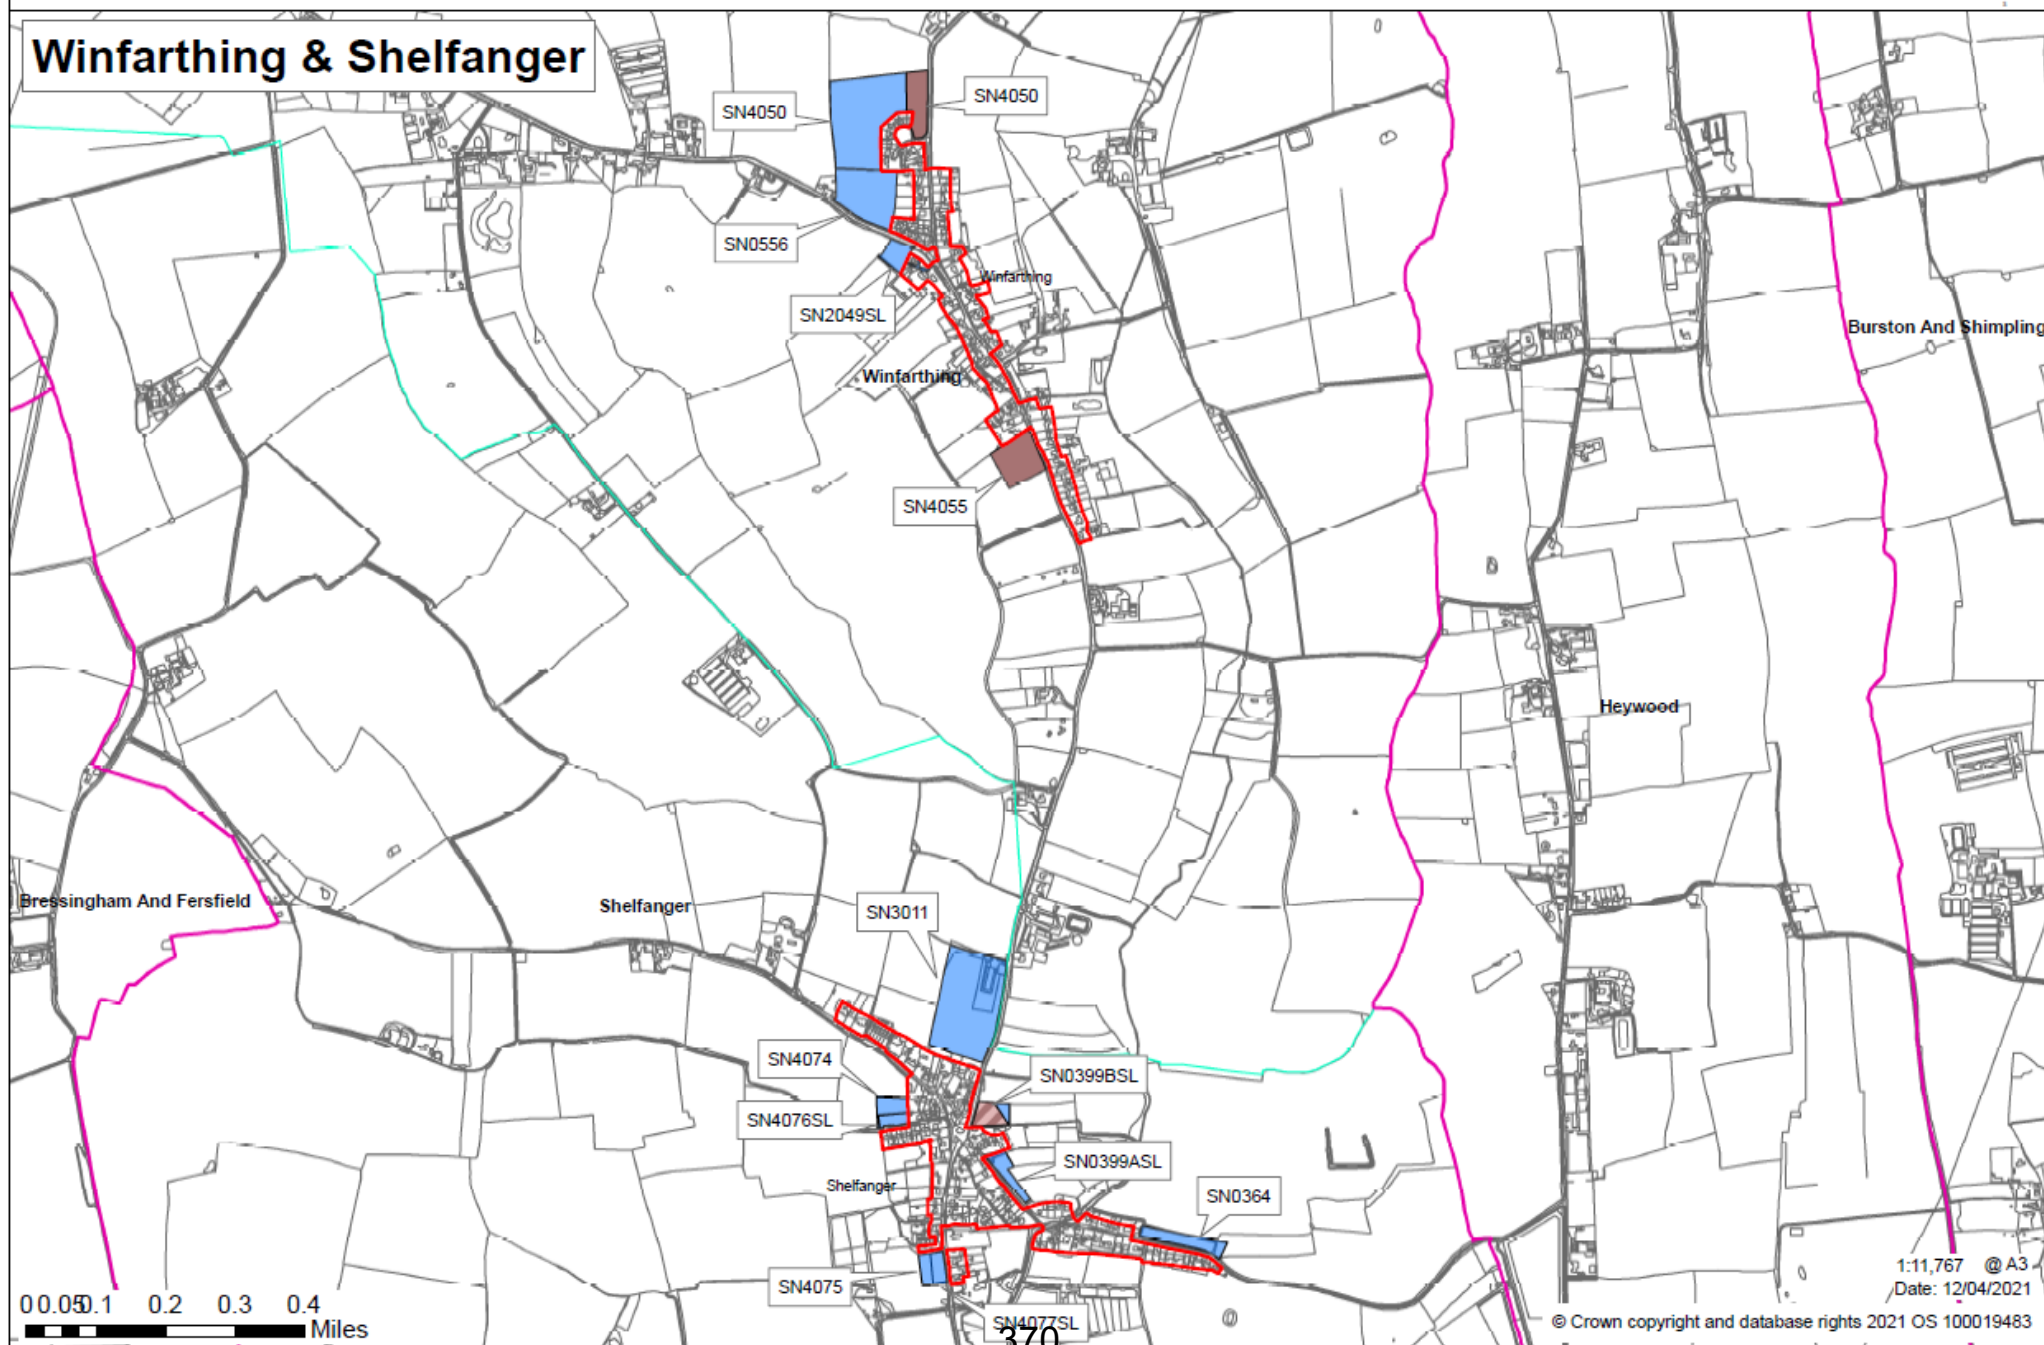 Winfarthing & Shelfanger
SN4050
SN4050
SN0556
SN2049SL
Winfarthing
Burston And Shimpling
Winfarthing
SN4055
Heywood
Bressingham And Fersfield
Shelfanger
SN3011
SN4074
SN0399BSL
SN4076SL
SN0399ASL
Shelfanger
SN0364
SN4075
SN4077SL
370
0 0.05 0.1 0.2 0.3 0.4
Miles
1:11,767 @ A3
Date: 12/04/2021
© Crown copyright and database rights 2021 OS 100019483